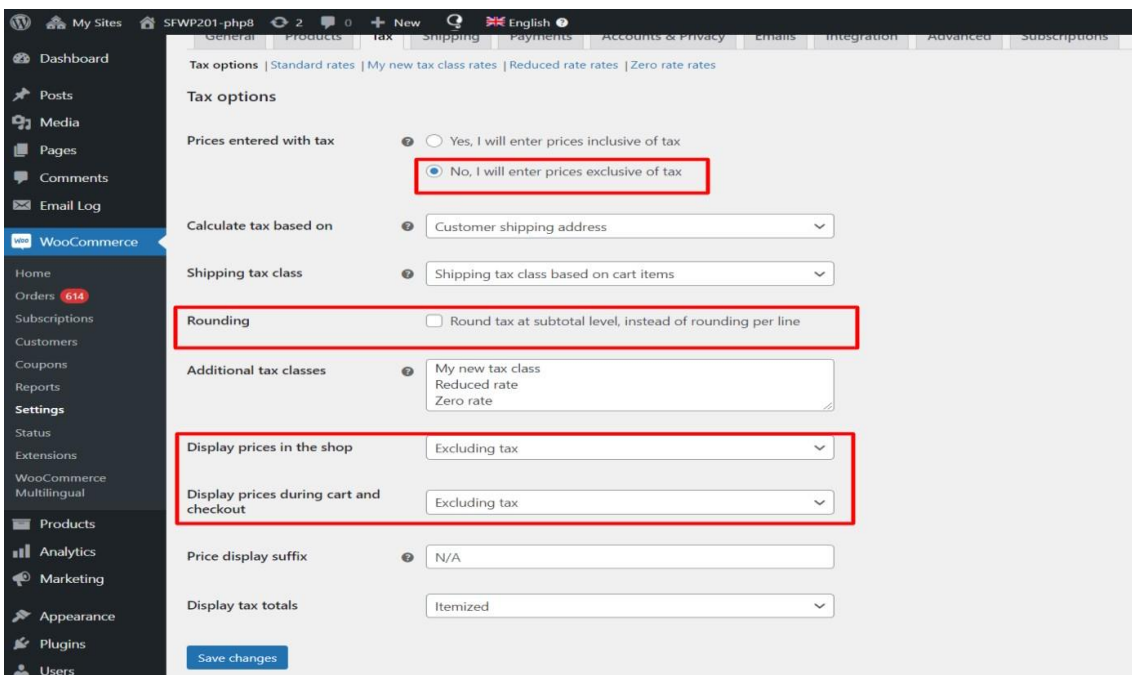 My Sites SFWP201-php8 2 0 New English
General Products Tax Shipping Payments Accounts & Privacy Emails Integration Advanced Subscriptions
Tax options | Standard rates | My new tax class rates | Reduced rate rates | Zero rate rates
Dashboard
Posts
Media
Pages
Comments
Email Log
Woo WooCommerce
Home
Orders 614
Subscriptions
Customers
Coupons
Reports
Settings
Status
Extensions
WooCommerce
Multilingual
Products
Analytics
Marketing
Appearance
Plugins
Users
Tax options
Prices entered with tax
Yes, I will enter prices inclusive of tax
No, I will enter prices exclusive of tax
Calculate tax based on
Customer shipping address
Shipping tax class
Shipping tax class based on cart items
Rounding
Round tax at subtotal level, instead of rounding per line
Additional tax classes
My new tax class
Reduced rate
Zero rate
Display prices in the shop
Excluding tax
Display prices during cart and
checkout
Excluding tax
Price display suffix
N/A
Display tax totals
Itemized
Save changes